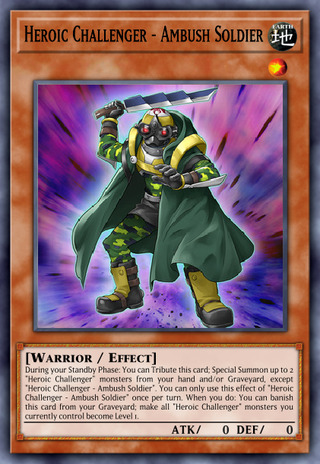 Heroic Challenger - Ambush Soldier
EARTH
地
[Warrior / Effect]
During your Standby Phase: You can Tribute this card; Special Summon up to 2
"Heroic Challenger" monsters from your hand and/or Graveyard, except
"Heroic Challenger - Ambush Soldier". You can only use this effect of "Heroic
Challenger - Ambush Soldier" once per turn. When you do: You can banish
this card from your Graveyard; make all "Heroic Challenger" monsters you
currently control become Level 1.
ATK/ 0 DEF/ 0